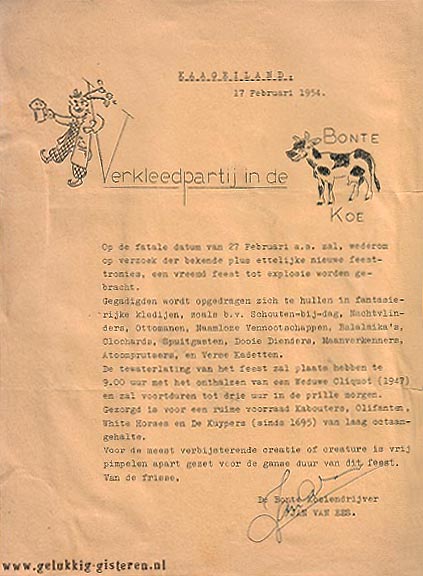 KAAGEILAND.
17 Februari 1954.
Verkleedpartij in de
BONTE
KOE
Op de fatale datum van 27 Februari a.s. zal, wederom
op verzoek der bekende plus ettelijke nieuwe feest-
tronies, een vreemd feest tot explosie worden ge-
bracht.
Gegadigden wordt opgedragen zich te hullen in fantasie-
rijke kledijen, zoals b.v. Schouten-bij-dag, Nachtvlin-
ders, Ottomanen, Naamloze Vennootschappen, Balalaika's,
Clochards, Spuitgasten, Dooie Dienders, Maanverkenners,
Atoomprutsers, en Verse Kadetten.
De tewaterlating van het feest zal plaats hebben te
9.00 uur met het onthalzen van een Weduwe Cliquot (1947)
en zal voortduren tot drie uur in de prille morgen.
Gezorgd is voor een ruime voorraad Kabouters, Olifanten,
White Horses en De Kuypers (sinds 1695) van laag octaan-
gehalte.
Voor de meest verbijsterende creatie of creature is vrij
pimpelen apart gezet voor de ganse duur van dit feest.
Van de frisse,
De Bonte Koeiendrijver
JAN VAN EES.
www.gelukkig-gisteren.nl